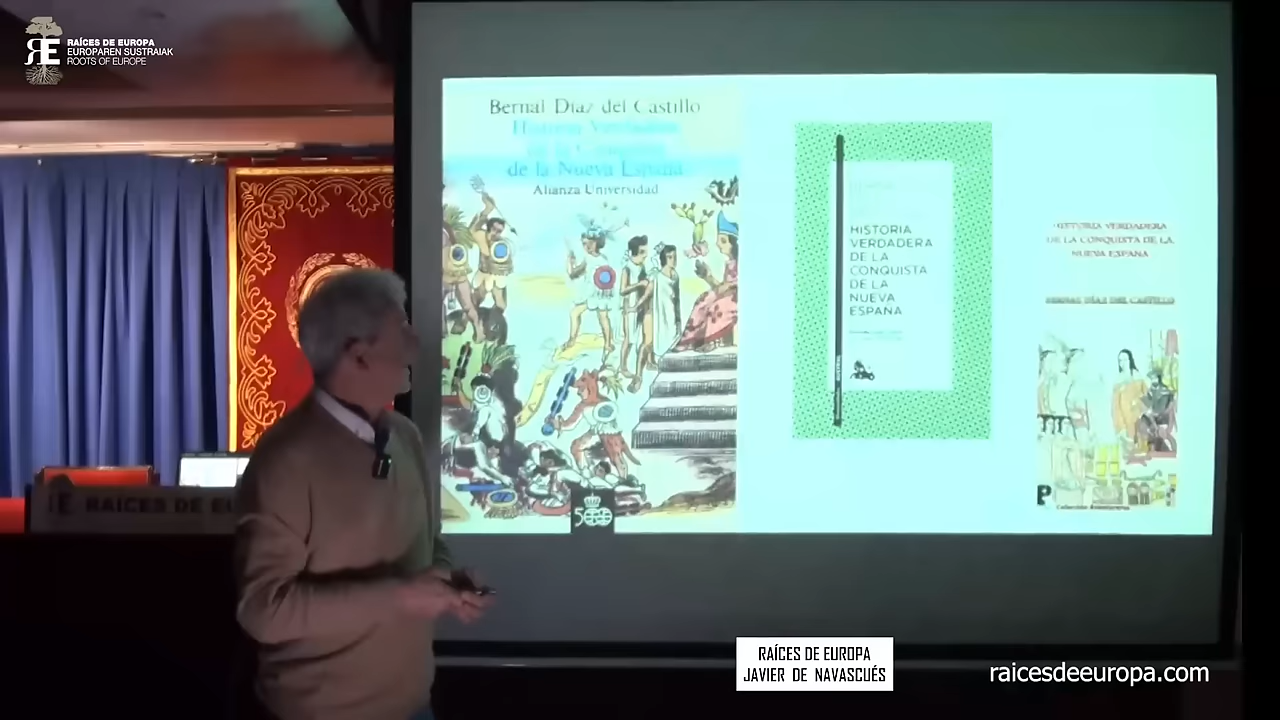 RAÍCES DE EUROPA
EUROPAREN SUSTRAIAK
ROOTS OF EUROPE
Bernal Díaz del Castillo
Historia Verdadera
de la Conquista
de la Nueva España
Alianza Universidad
500
HISTORIA
VERDADERA
DE LA
CONQUISTA
DE LA
NUEVA
ESPAÑA
HISTORIA VERDADERA
DE LA CONQUISTA DE LA
NUEVA ESPAÑA
BERNAL DÍAZ DEL CASTILLO
P
RAÍCES DE EU
RAÍCES DE EUROPA
JAVIER DE NAVASCUÉS
raicesdeeuropa.com